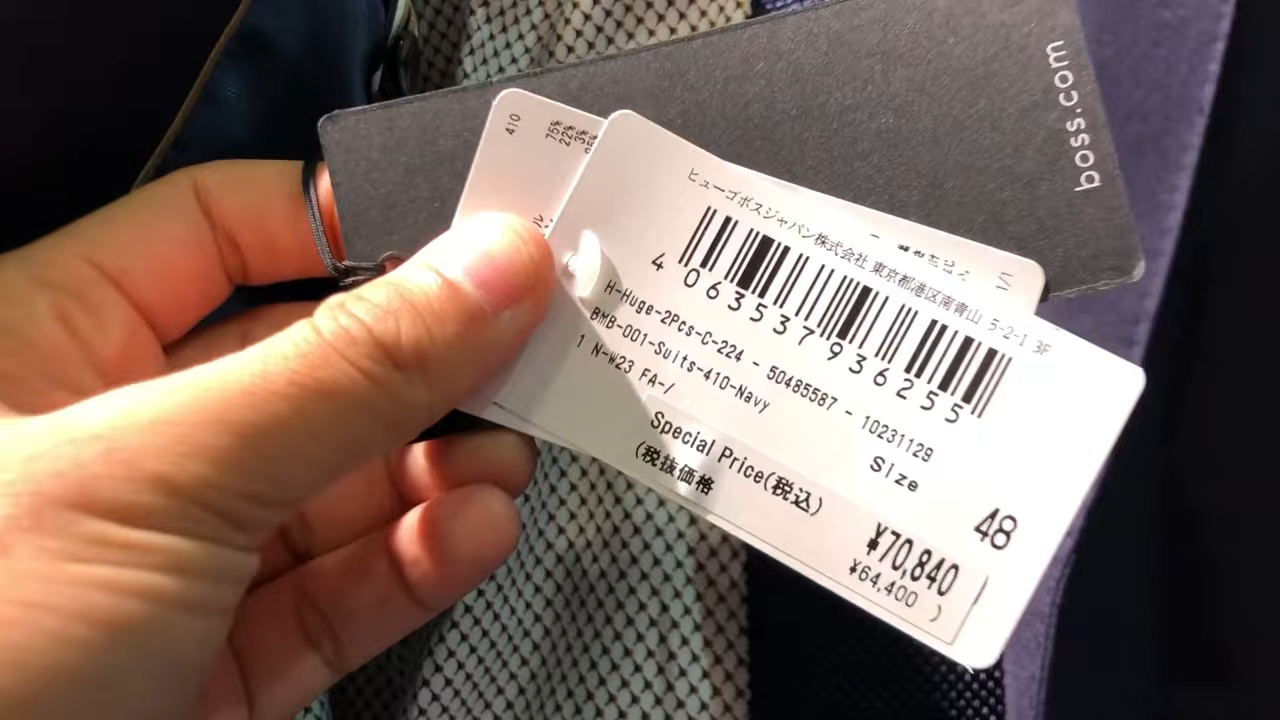 boss.com
410
75%
22%
3%
ヒューゴボスジャパン株式会社 東京都港区南青山 5-2-1 3F
4 063537 936255
H-Huge-2Pcs-C-224 - 50485587 - 10231129
BMB-001-Suits-410-Navy
1 N-W23 FA-/
Size
48
Special Price(税込) ¥70,840
(税抜価格 ¥64,400 )
1/1